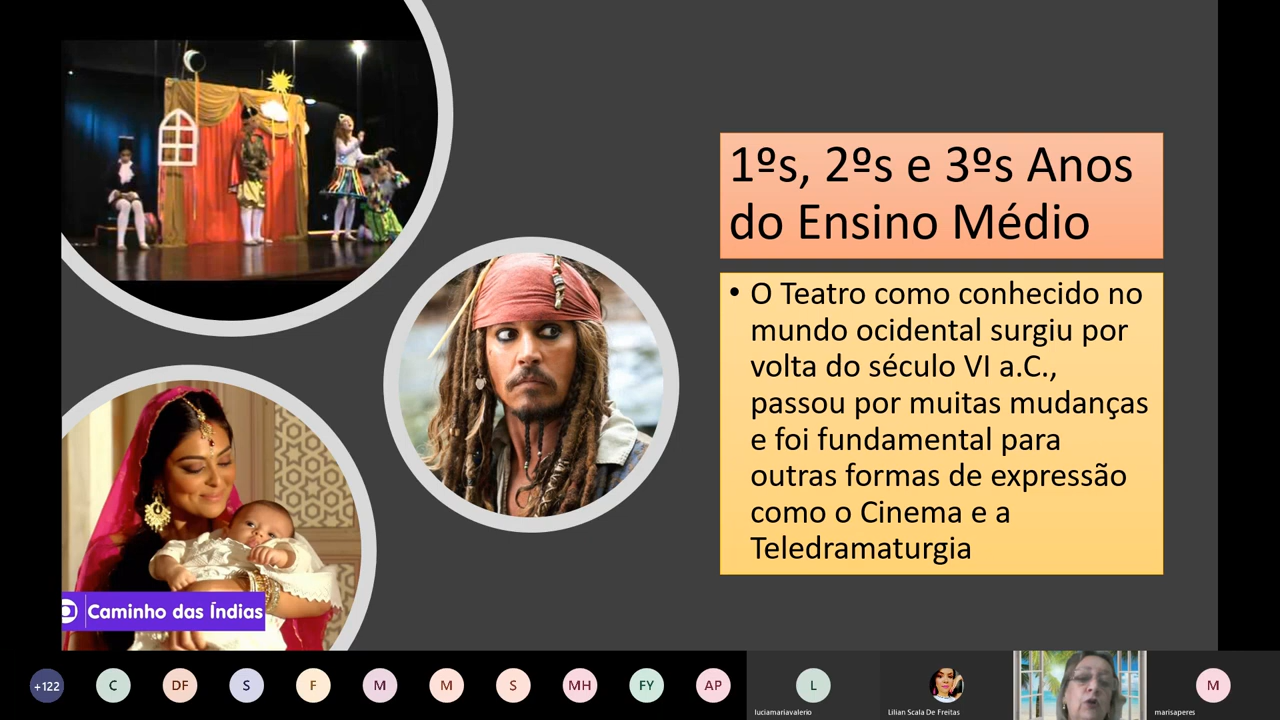 1ºs, 2ºs e 3ºs Anos
do Ensino Médio
• O Teatro como conhecido no
mundo ocidental surgiu por
volta do século VI a.C.,
passou por muitas mudanças
e foi fundamental para
outras formas de expressão
como o Cinema e a
Teledramaturgia
Caminho das Índias
+122
C
DF
S
F
M
M
S
MH
FY
AP
L
M
luciamariavalerio
Lilian Scala De Freitas
marisaperes